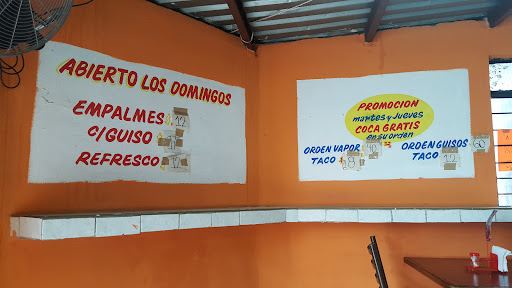 ABIERTO LOS DOMINGOS
EMPALMES
C/GUISO
REFRESCO
PROMOCION
martes y Jueves
COCA GRATIS
en su orden
ORDEN VAPOR
TACO
ORDEN GUISOS
TACO 12